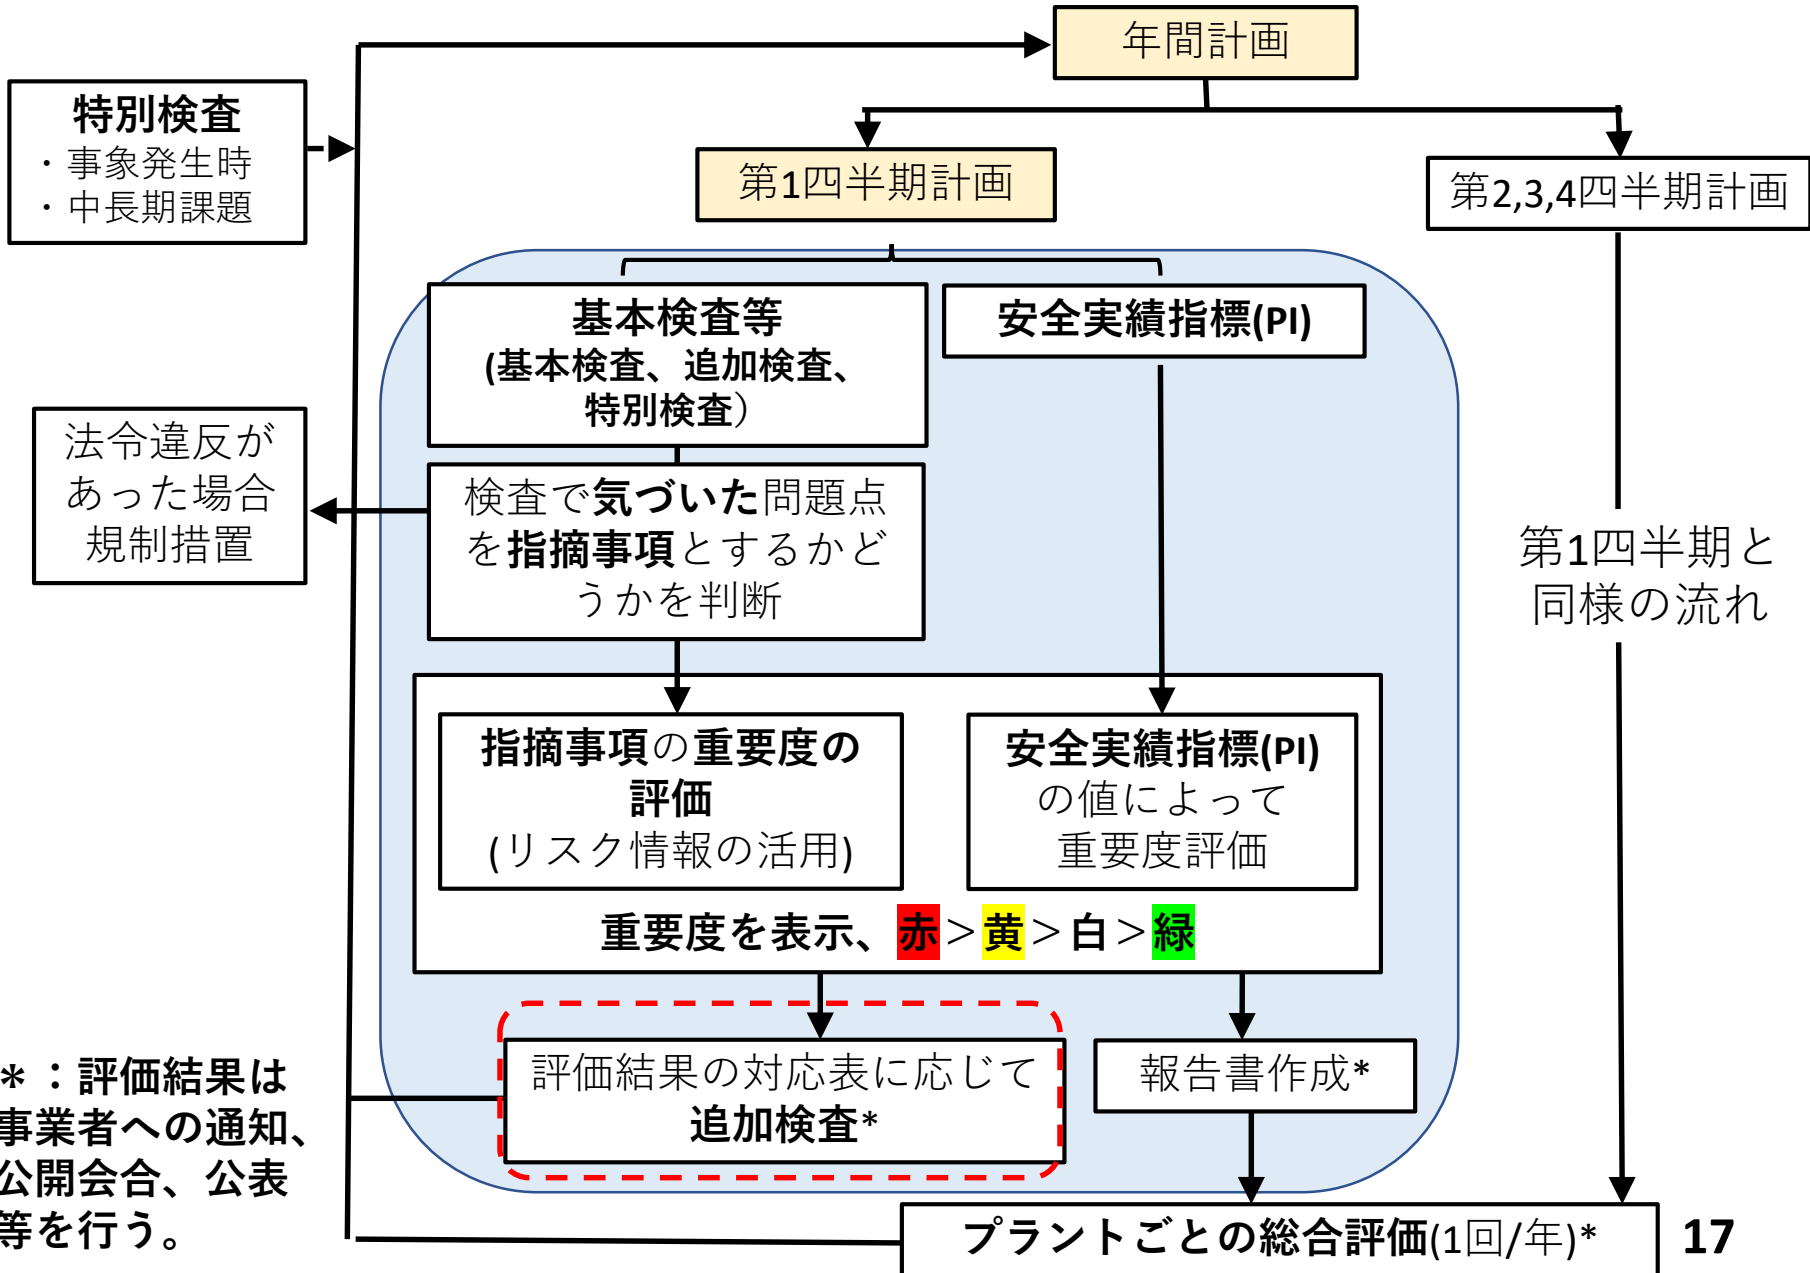 年間計画
特別検査
・事象発生時
・中長期課題
第1四半期計画
第2,3,4四半期計画
基本検査等
(基本検査、追加検査、
特別検査）
安全実績指標(PI)
法令違反が
あった場合
規制措置
検査で気づいた問題点
を指摘事項とするかど
うかを判断
第1四半期と
同様の流れ
指摘事項の重要度の
評価
(リスク情報の活用)
安全実績指標(PI)
の値によって
重要度評価
重要度を表示、赤＞黄＞白＞緑
評価結果の対応表に応じて
追加検査*
報告書作成*
*：評価結果は
事業者への通知、
公開会合、公表
等を行う。
プラントごとの総合評価(1回/年)*
17